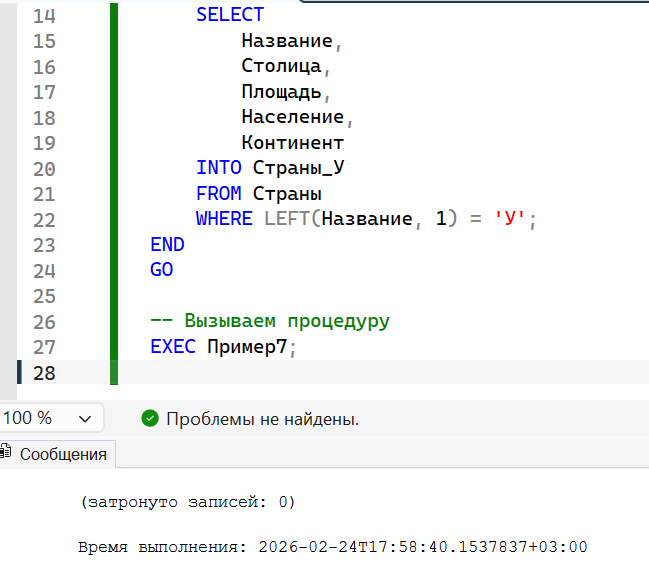 14 SELECT
15 Название,
16 Столица,
17 Площадь,
18 Население,
19 Континент
20 INTO Страны_У
21 FROM Страны
22 WHERE LEFT(Название, 1) = 'У';
23 END
24 GO
25
26 -- Вызываем процедуру
27 EXEC Пример7;
28
100 % Проблемы не найдены.
Сообщения
(затронуто записей: 0)
Время выполнения: 2026-02-24T17:58:40.1537837+03:00